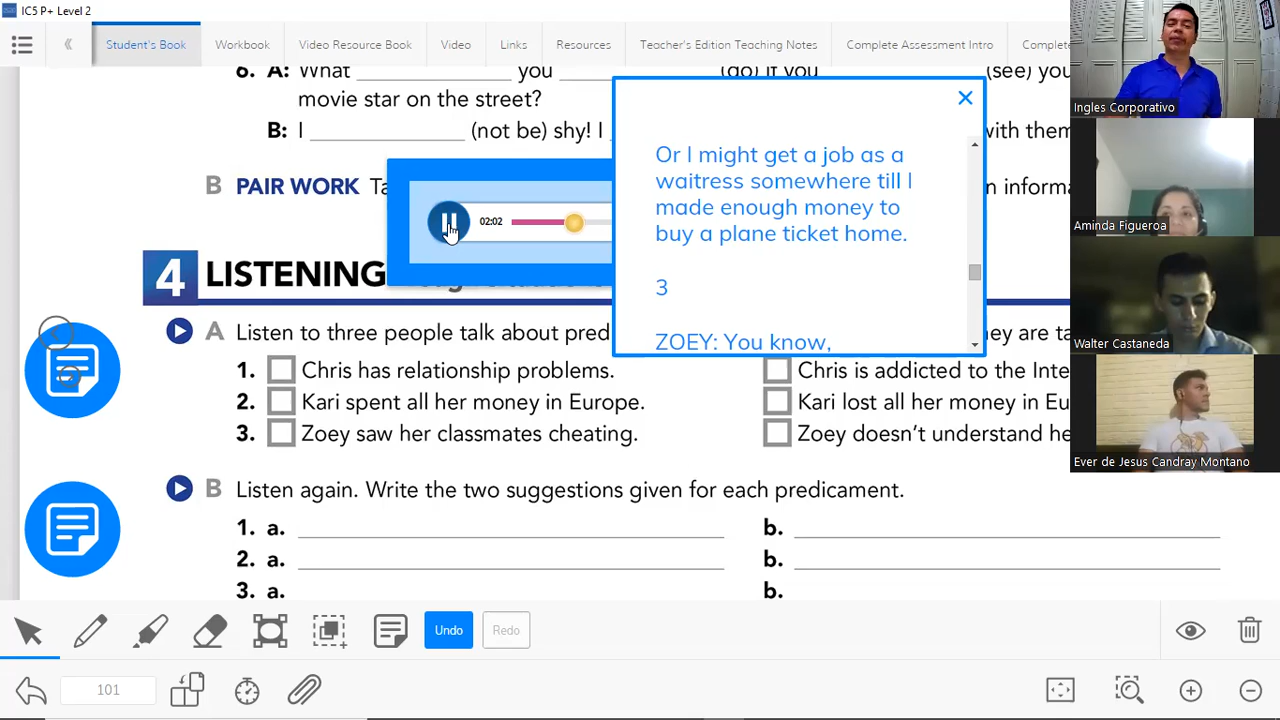 IC5 P+ Level 2
Student's Book
Workbook
Video Resource Book
Video
Links
Resources
Teacher's Edition Teaching Notes
Complete Assessment Intro
Complete
6. A: What ____ you ____ (do) if you (see) you
movie star on the street?
B: I ____ (not be) shy! I with them
B PAIR WORK Ta n informa
02:02
Or I might get a job as a
waitress somewhere till I
made enough money to
buy a plane ticket home.
3
ZOEY: You know,
4 LISTENING
A Listen to three people talk about pred ey are ta
1. Chris has relationship problems. Chris is addicted to the Inte
2. Kari spent all her money in Europe. Kari lost all her money in Eu
3. Zoey saw her classmates cheating. Zoey doesn't understand he
B Listen again. Write the two suggestions given for each predicament.
1. a. b.
2. a. b.
3. a. b.
Undo
Redo
101
Ingles Corporativo
Aminda Figueroa
Walter Castaneda
Ever de Jesus Candray Montano